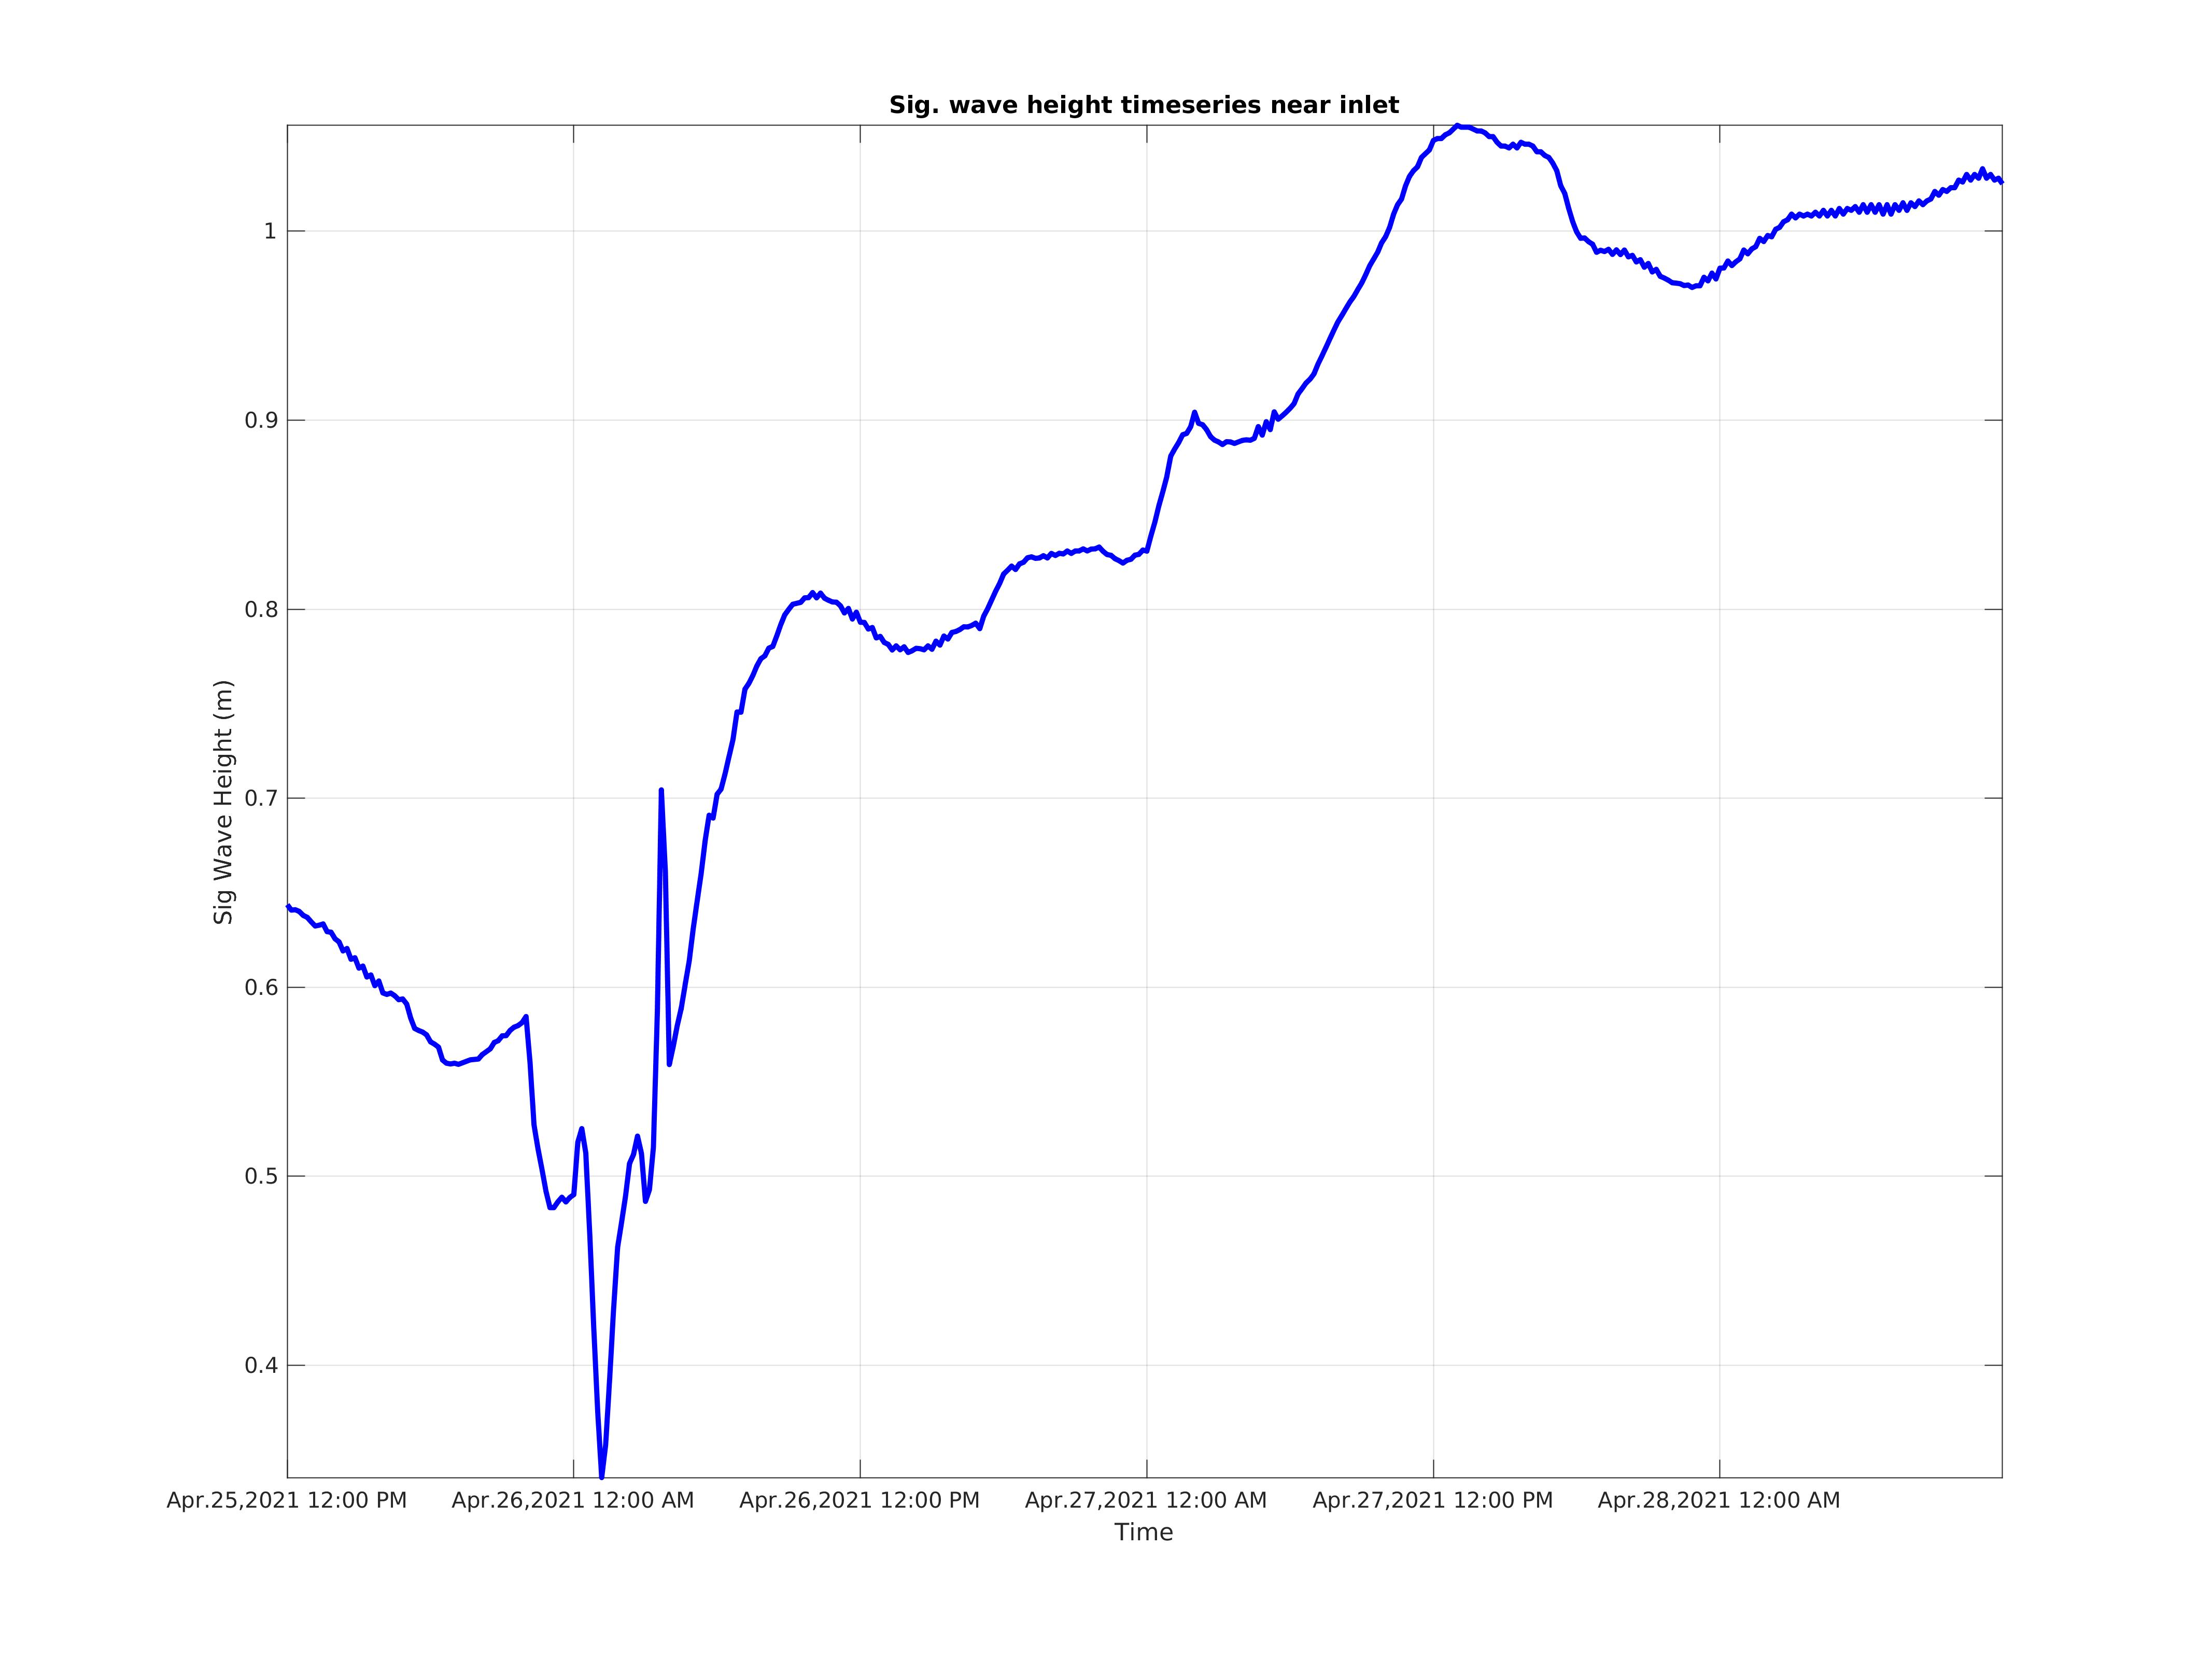 Sig. wave height timeseries near inlet
1
0.9
0.8
0.7
0.6
0.5
0.4
Sig Wave Height (m)
Apr.25,2021 12:00 PM Apr.26,2021 12:00 AM Apr.26,2021 12:00 PM Apr.27,2021 12:00 AM Apr.27,2021 12:00 PM Apr.28,2021 12:00 AM
Time